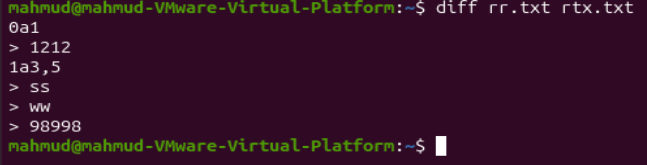 mahmud@mahmud-VMware-Virtual-Platform:~$ diff rr.txt rtx.txt
0a1
> 1212
1a3,5
> ss
> ww
> 98998
mahmud@mahmud-VMware-Virtual-Platform:~$